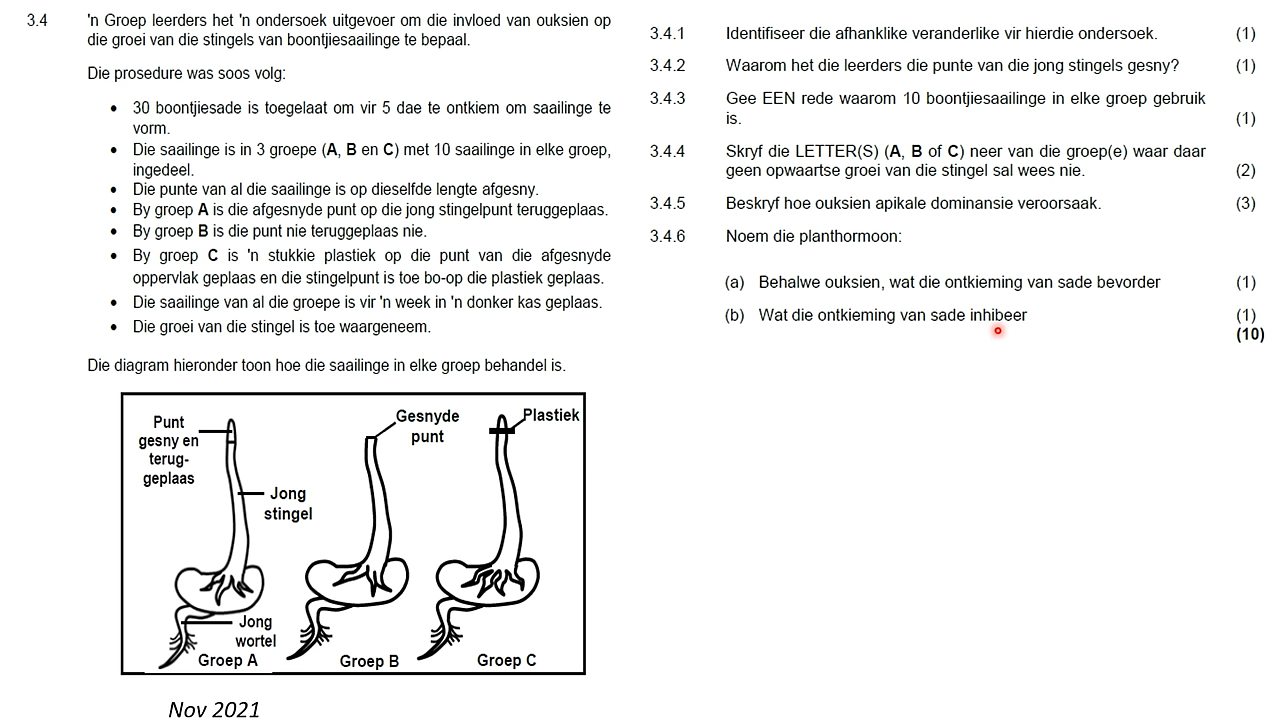 3.4 'n Groep leerders het 'n ondersoek uitgevoer om die invloed van ouksien op
die groei van die stingels van boontjiesaailinge te bepaal.
Die prosedure was soos volg:
• 30 boontjiesade is toegelaat om vir 5 dae te ontkiem om saailinge te
vorm.
• Die saailinge is in 3 groepe (A, B en C) met 10 saailinge in elke groep,
ingedeel.
• Die punte van al die saailinge is op dieselfde lengte afgesny.
• By groep A is die afgesnyde punt op die jong stingelpunt teruggeplaas.
• By groep B is die punt nie teruggeplaas nie.
• By groep C is 'n stukkie plastiek op die punt van die afgesnyde
oppervlak geplaas en die stingelpunt is toe bo-op die plastiek geplaas.
• Die saailinge van al die groepe is vir 'n week in 'n donker kas geplaas.
• Die groei van die stingel is toe waargeneem.
Die diagram hieronder toon hoe die saailinge in elke groep behandel is.
Punt
gesny en
terug-
geplaas
Jong
stingel
Jong
wortel
Groep A
Gesnyde
punt
Groep B
Plastiek
Groep C
Nov 2021
3.4.1 Identifiseer die afhanklike veranderlike vir hierdie ondersoek. (1)
3.4.2 Waarom het die leerders die punte van die jong stingels gesny? (1)
3.4.3 Gee EEN rede waarom 10 boontjiesaailinge in elke groep gebruik
is. (1)
3.4.4 Skryf die LETTER(S) (A, B of C) neer van die groep(e) waar daar
geen opwaartse groei van die stingel sal wees nie. (2)
3.4.5 Beskryf hoe ouksien apikale dominansie veroorsaak. (3)
3.4.6 Noem die planthormoon:
(a) Behalwe ouksien, wat die ontkieming van sade bevorder (1)
(b) Wat die ontkieming van sade inhibeer (1)
(10)